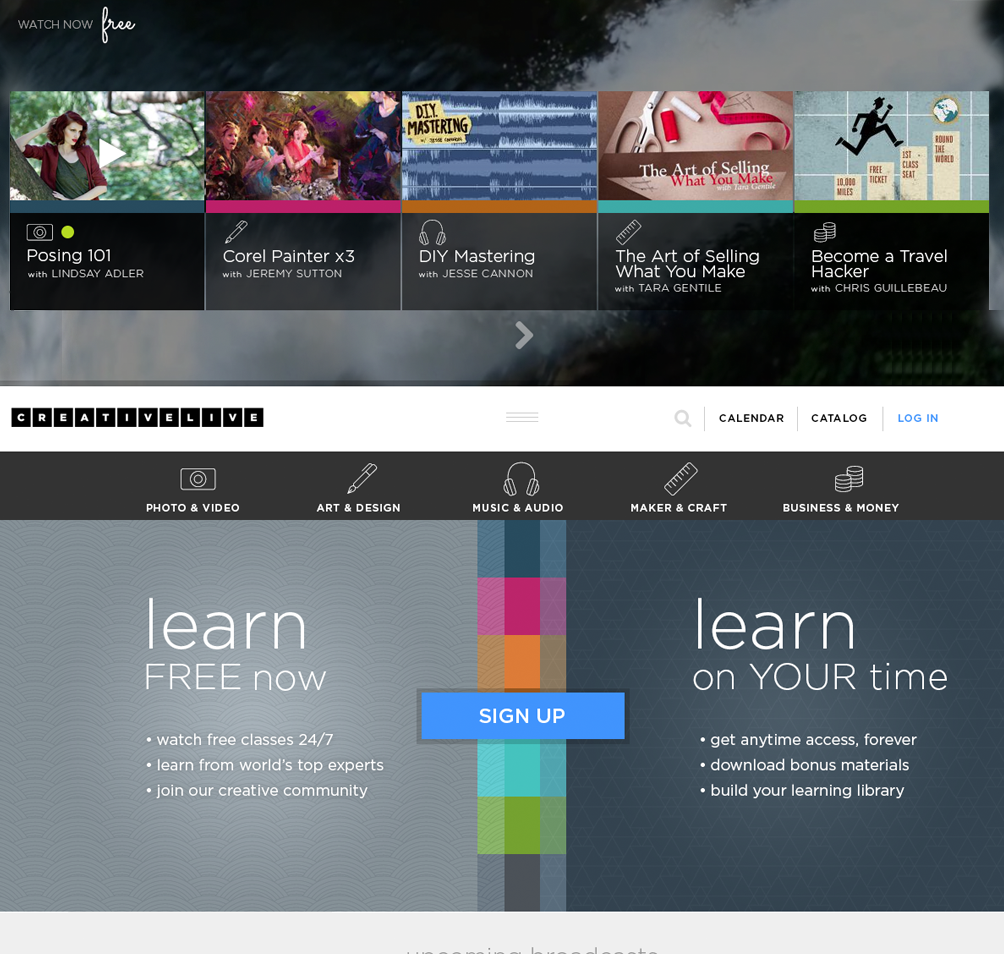 WATCH NOW free
D.I.Y.
MASTERING
W/ JESSE CANNON
The Art of Selling
What You Make
with Tara Gentile
10,000
MILES
FREE
TICKET
1ST
CLASS
SEAT
ROUND
THE
WORLD
Posing 101
with LINDSAY ADLER
Corel Painter x3
with JEREMY SUTTON
DIY Mastering
with JESSE CANNON
The Art of Selling
What You Make
with TARA GENTILE
Become a Travel
Hacker
with CHRIS GUILLEBEAU
CREATIVELIVE
CALENDAR
CATALOG
LOG IN
PHOTO & VIDEO
ART & DESIGN
MUSIC & AUDIO
MAKER & CRAFT
BUSINESS & MONEY
learn
FREE now
• watch free classes 24/7
• learn from world's top experts
• join our creative community
SIGN UP
learn
on YOUR time
• get anytime access, forever
• download bonus materials
• build your learning library
upcoming broadcasts